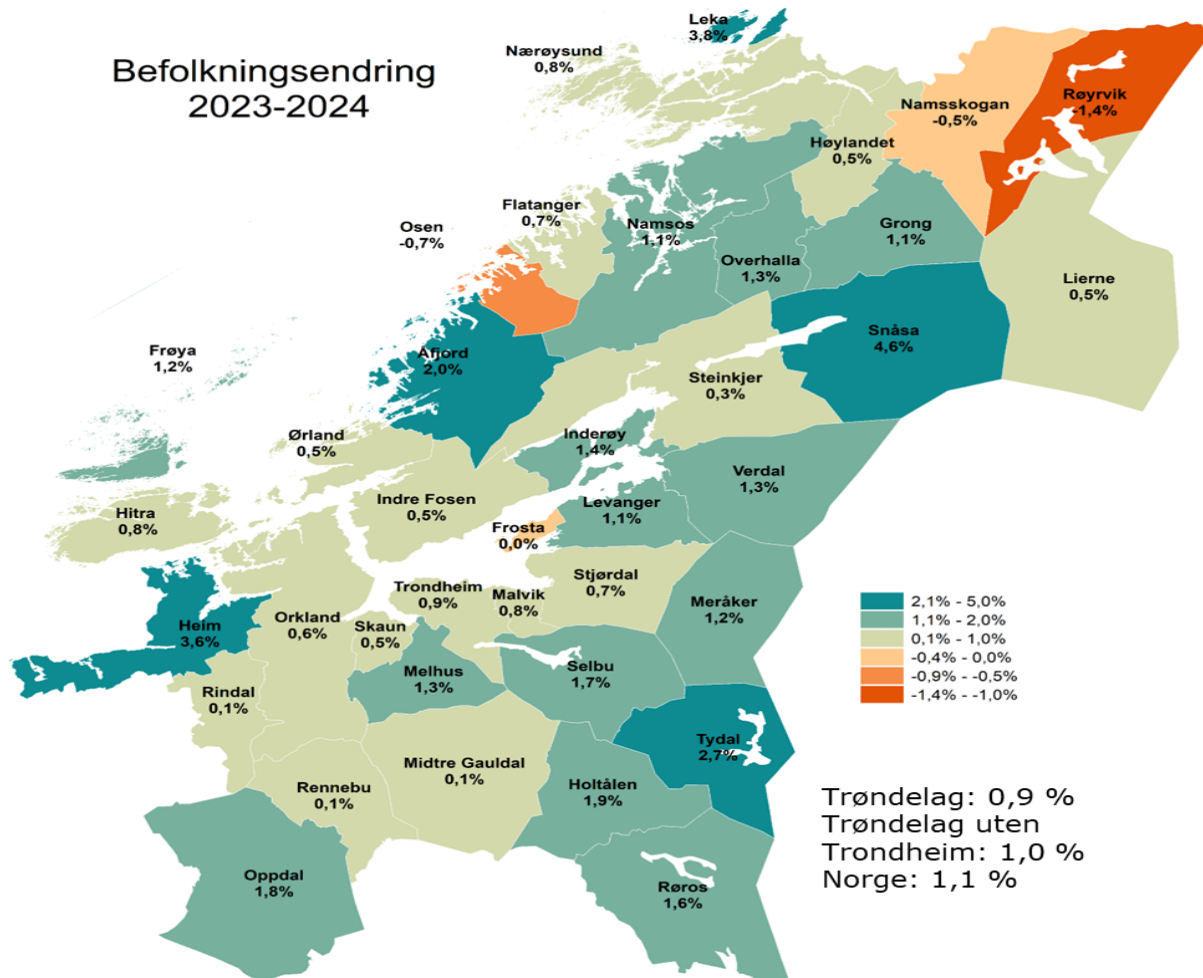 Befolkningsendring
2023-2024
Leka
3,8%
Nærøysund
0,8%
Namsskogan
-0,5%
Røyrvik
-1,4%
Høylandet
0,5%
Flatanger
0,7%
Osen
-0,7%
Namsos
1,1%
Grong
1,1%
Overhalla
1,3%
Lierne
0,5%
Snåsa
4,6%
Frøya
1,2%
Åfjord
2,0%
Steinkjer
0,3%
Ørland
0,5%
Inderøy
1,4%
Verdal
1,3%
Indre Fosen
0,5%
Levanger
1,1%
Hitra
0,8%
Frosta
0,0%
Stjørdal
0,7%
Trondheim
0,9%
Malvik
0,8%
Meråker
1,2%
Orkland
0,6%
Skaun
0,5%
Heim
3,6%
Melhus
1,3%
Selbu
1,7%
Rindal
0,1%
Tydal
2,7%
Midtre Gauldal
0,1%
Rennebu
0,1%
Holtålen
1,9%
Oppdal
1,8%
Røros
1,6%
2,1% - 5,0%
1,1% - 2,0%
0,1% - 1,0%
-0,4% - 0,0%
-0,9% - -0,5%
-1,4% - -1,0%
Trøndelag: 0,9 %
Trøndelag uten
Trondheim: 1,0 %
Norge: 1,1 %